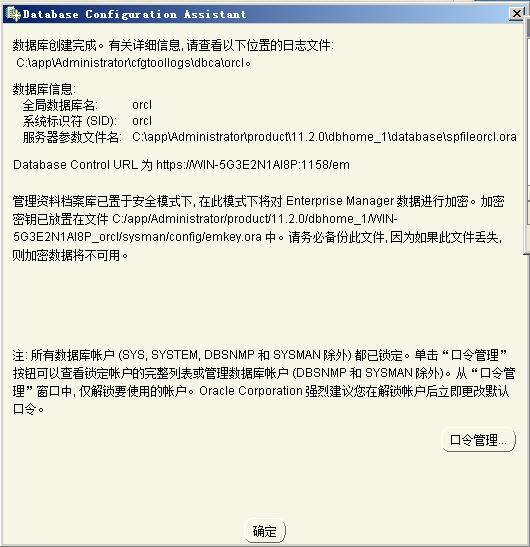 Database Configuration Assistant
数据库创建完成。有关详细信息, 请查看以下位置的日志文件:
C:\app\Administrator\cfgtoollogs\dbca\orcl。
数据库信息:
全局数据库名: orcl
系统标识符 (SID): orcl
服务器参数文件名: C:\app\Administrator\product\11.2.0\dbhome_1\database\spfileorcl.ora
Database Control URL 为 https://WIN-5G3E2N1AI8P:1158/em
管理资料档案库已置于安全模式下, 在此模式下将对 Enterprise Manager 数据进行加密。加密
密钥已放置在文件 C:/app/Administrator/product/11.2.0/dbhome_1/WIN-
5G3E2N1AI8P_orcl/sysman/config/emkey.ora 中。请务必备份此文件, 因为如果此文件丢失,
则加密数据将不可用。
注: 所有数据库帐户 (SYS, SYSTEM, DBSNMP 和 SYSMAN 除外) 都已锁定。单击“口令管理”
按钮可以查看锁定帐户的完整列表或管理数据库帐户 (DBSNMP 和 SYSMAN 除外)。从“口令管
理”窗口中, 仅解锁要使用的帐户。Oracle Corporation 强烈建议您在解锁帐户后立即更改默认
口令。
口令管理...
确定